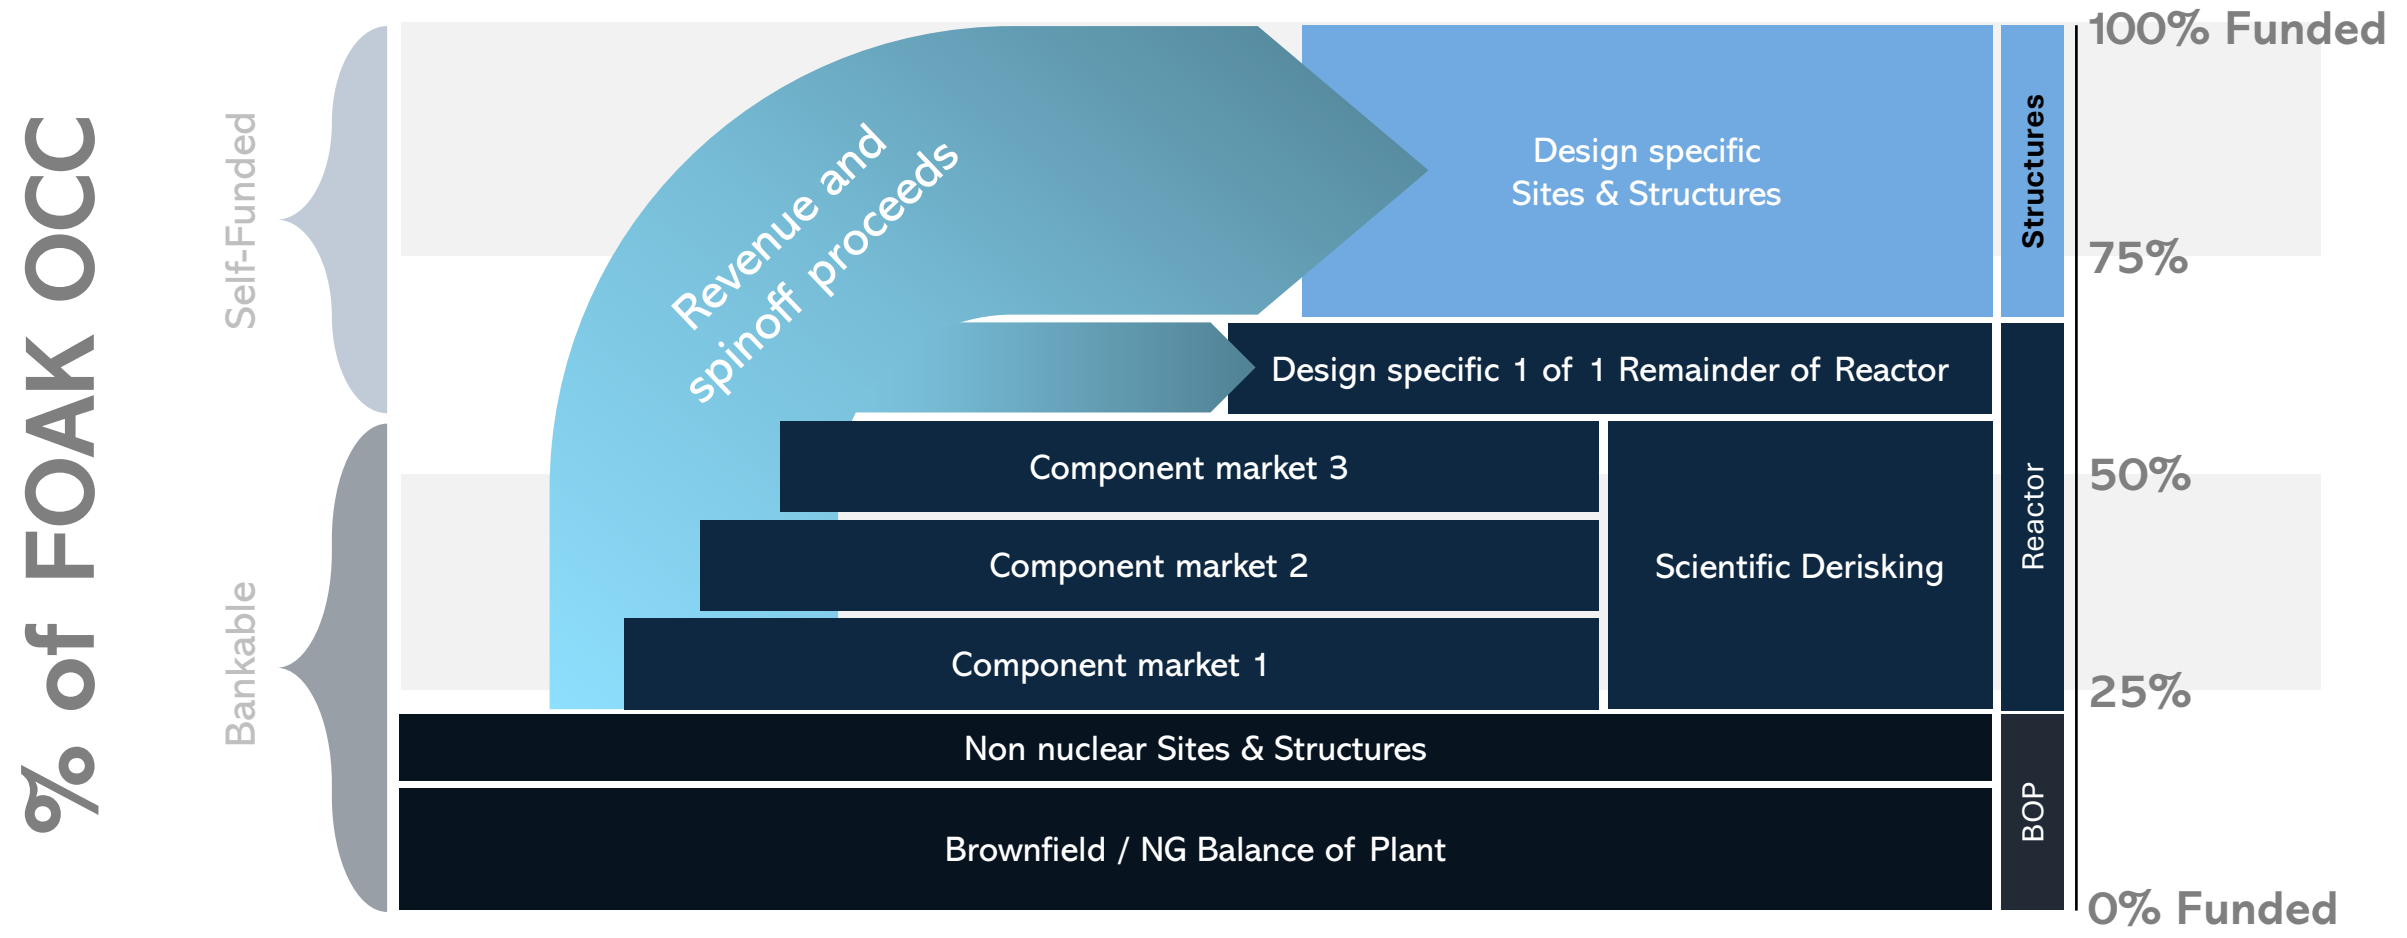 % of FOAK OCC
Self-Funded
Bankable
Revenue and
spinoff proceeds
Design specific
Sites & Structures
Design specific 1 of 1 Remainder of Reactor
Component market 3
Component market 2
Component market 1
Scientific Derisking
Non nuclear Sites & Structures
Brownfield / NG Balance of Plant
Structures
Reactor
BOP
100% Funded
75%
50%
25%
0% Funded